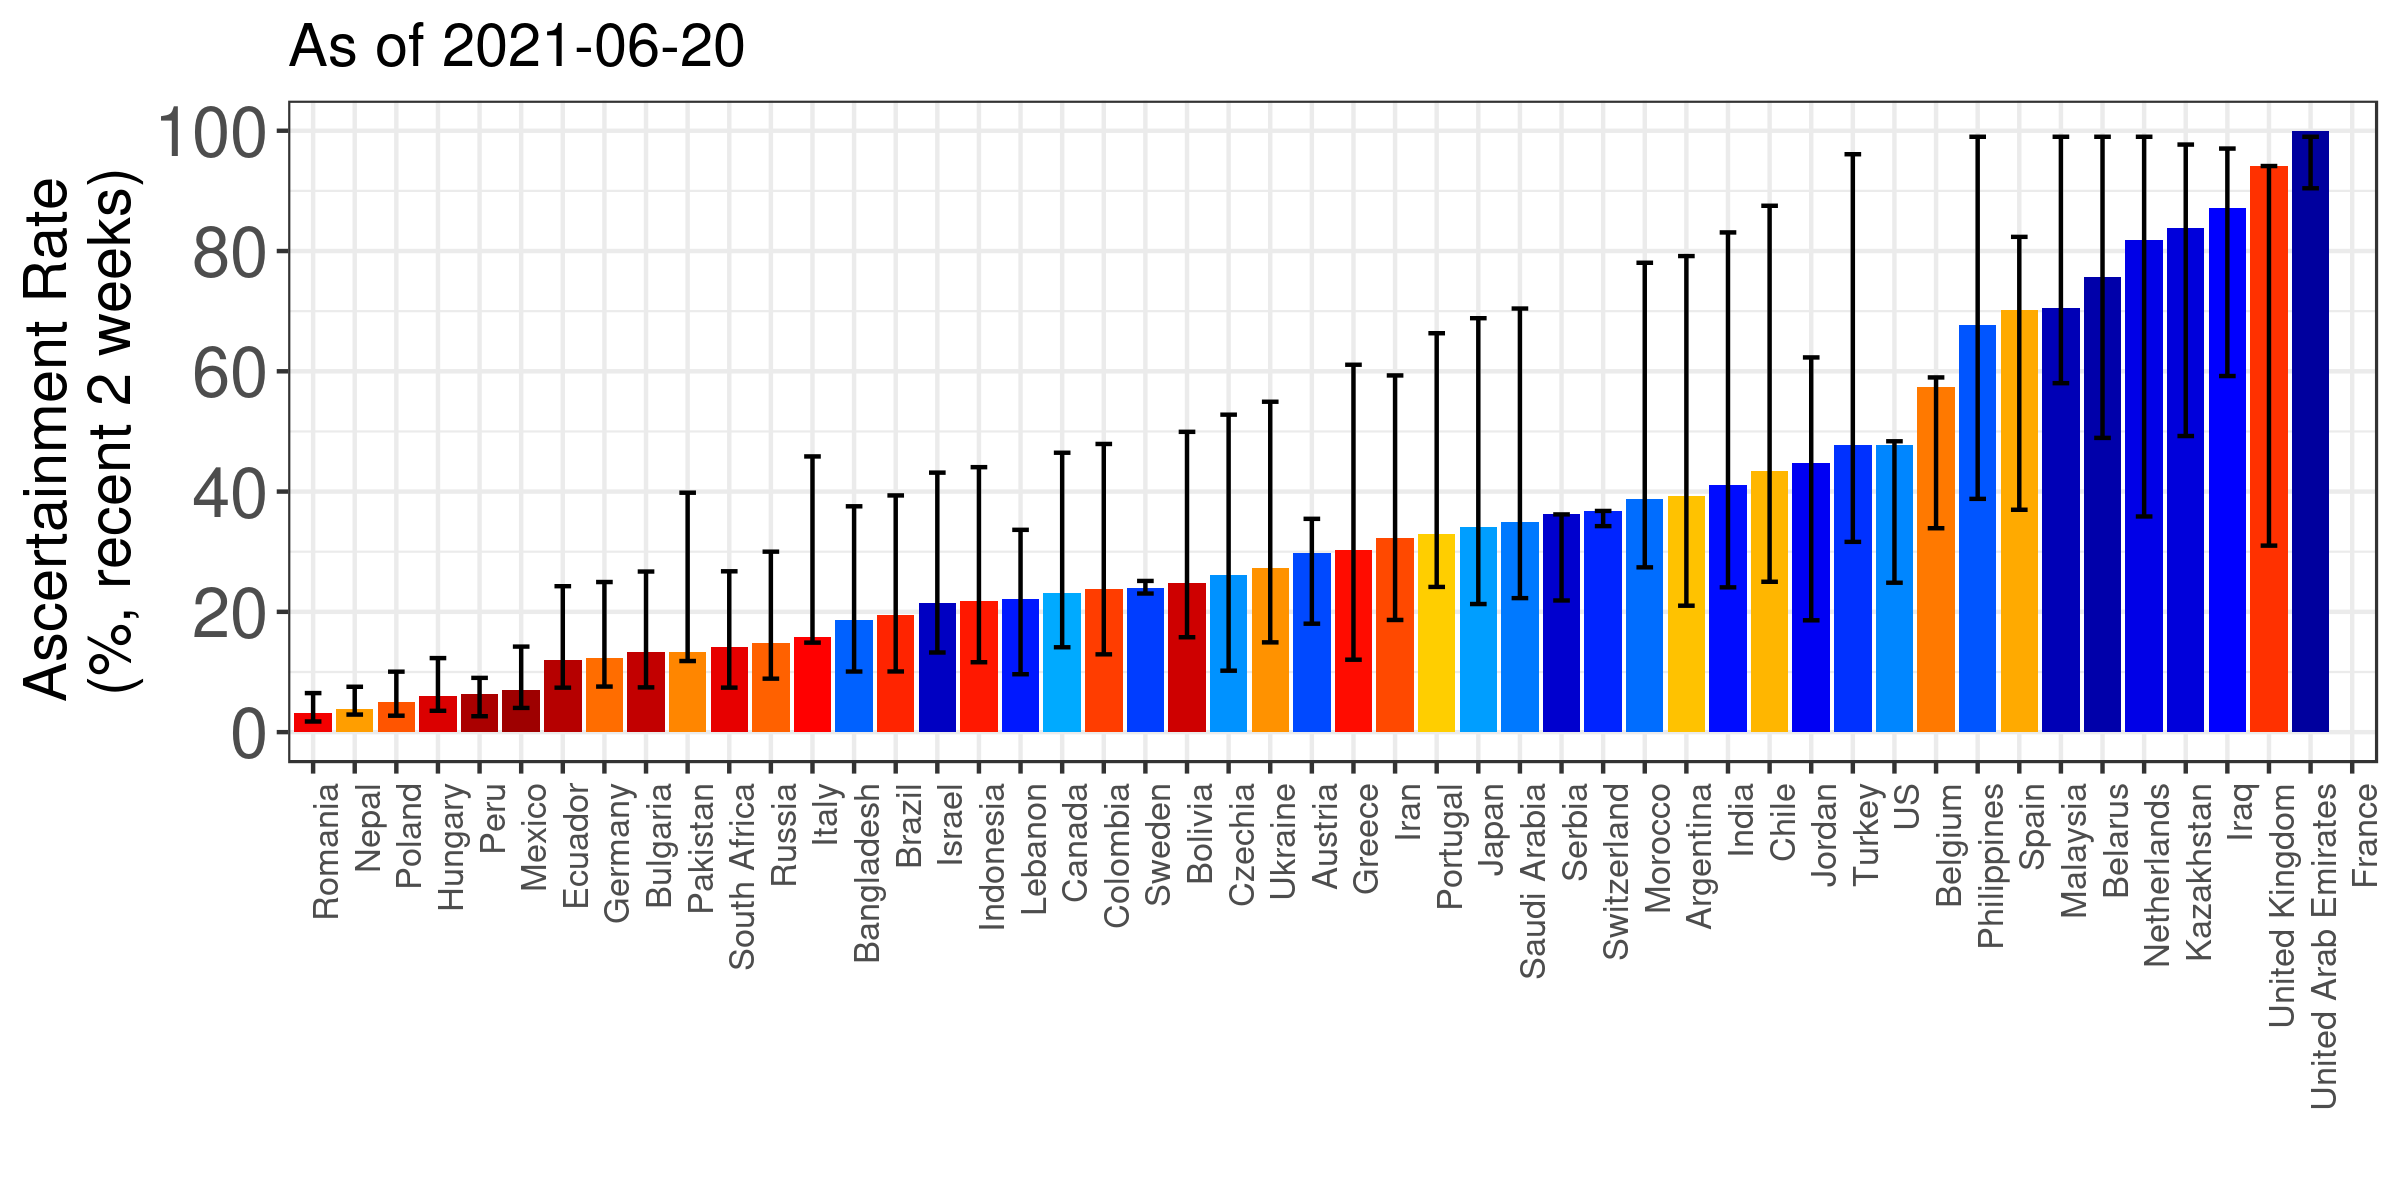 As of 2021-06-20
Ascertainment Rate
(%, recent 2 weeks)
100
80
60
40
20
0
Romania
Nepal
Poland
Hungary
Peru
Mexico
Ecuador
Germany
Bulgaria
Pakistan
South Africa
Russia
Italy
Bangladesh
Brazil
Israel
Indonesia
Lebanon
Canada
Colombia
Sweden
Bolivia
Czechia
Ukraine
Austria
Greece
Iran
Portugal
Japan
Saudi Arabia
Serbia
Switzerland
Morocco
Argentina
India
Chile
Jordan
Turkey
US
Belgium
Philippines
Spain
Malaysia
Belarus
Netherlands
Kazakhstan
Iraq
United Kingdom
United Arab Emirates
France